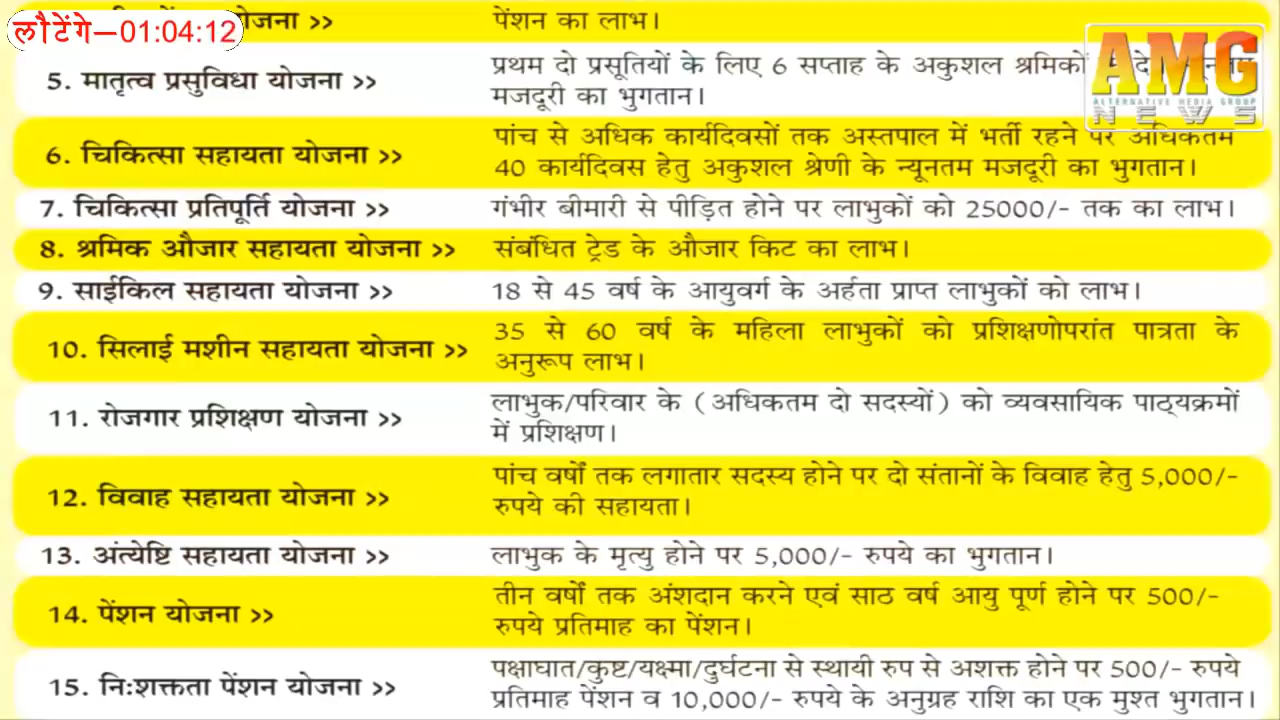 लौटेंगे—01:04:12
योजना >> पेंशन का लाभ।
5. मातृत्व प्रसुविधा योजना >> प्रथम दो प्रसूतियों के लिए 6 सप्ताह के अकुशल श्रमिकों
मजदूरी का भुगतान।
AMG
ALTERNATIVE MEDIA GROUP
NEWS
6. चिकित्सा सहायता योजना >> पांच से अधिक कार्यदिवसों तक अस्तपाल में भर्ती रहने पर अधिकतम
40 कार्यदिवस हेतु अकुशल श्रेणी के न्यूनतम मजदूरी का भुगतान।
7. चिकित्सा प्रतिपूर्ति योजना >> गंभीर बीमारी से पीड़ित होने पर लाभुकों को 25000/- तक का लाभ।
8. श्रमिक औजार सहायता योजना >> संबंधित ट्रेड के औजार किट का लाभ।
9. साईकिल सहायता योजना >> 18 से 45 वर्ष के आयुवर्ग के अर्हता प्राप्त लाभुकों को लाभ।
10. सिलाई मशीन सहायता योजना >> 35 से 60 वर्ष के महिला लाभुकों को प्रशिक्षणोपरांत पात्रता के
अनुरूप लाभ।
11. रोजगार प्रशिक्षण योजना >> लाभुक/परिवार के (अधिकतम दो सदस्यों) को व्यवसायिक पाठ्यक्रमों
में प्रशिक्षण।
12. विवाह सहायता योजना >> पांच वर्षों तक लगातार सदस्य होने पर दो संतानों के विवाह हेतु 5,000/-
रुपये की सहायता।
13. अंत्येष्टि सहायता योजना >> लाभुक के मृत्यु होने पर 5,000/- रुपये का भुगतान।
14. पेंशन योजना >> तीन वर्षों तक अंशदान करने एवं साठ वर्ष आयु पूर्ण होने पर 500/-
रुपये प्रतिमाह का पेंशन।
15. निःशक्तता पेंशन योजना >> पक्षाघात/कुष्ट/यक्ष्मा/दुर्घटना से स्थायी रुप से अशक्त होने पर 500/- रुपये
प्रतिमाह पेंशन व 10,000/- रुपये के अनुग्रह राशि का एक मुश्त भुगतान।